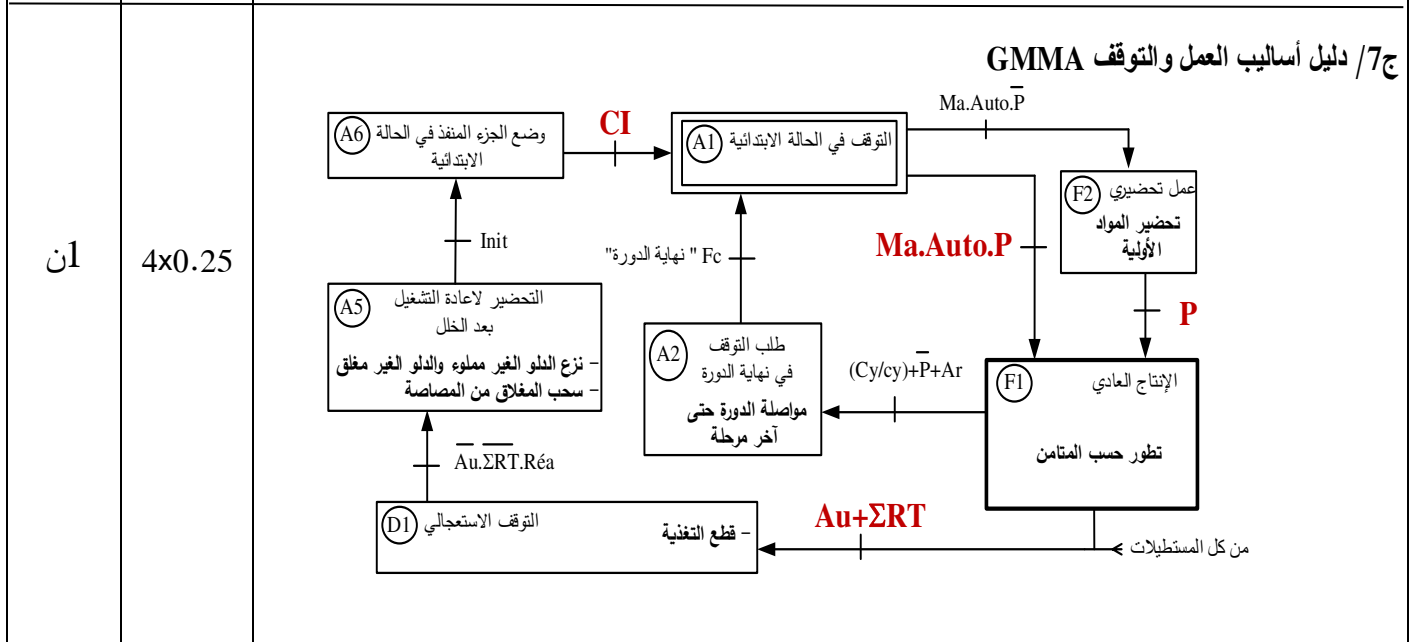 ج7/ دليل أساليب العمل والتوقف GMMA
1ن
4x0.25
Ma.Auto.P̅
CI
A6 وضع الجزء المنفذ في الحالة
الابتدائية
A1 التوقف في الحالة الابتدائية
F2 عمل تحضيري
تحضير المواد
الأولية
Init
Fc " نهاية الدورة"
Ma.Auto.P
P
A5 التحضير لاعادة التشغيل
بعد الخلل
- نزع الدلو الغير مملوء والدلو الغير مغلق
- سحب المغلاق من المصاصة
A2 طلب التوقف
في نهاية الدورة
مواصلة الدورة حتى
آخر مرحلة
(Cy/cy)+P̅+Ar
F1 الإنتاج العادي
تطور حسب المتامن
A̅u̅.Σ̅R̅T̅.Réa
D1 التوقف الاستعجالي
- قطع التغذية
Au+ΣRT
من كل المستطيلات